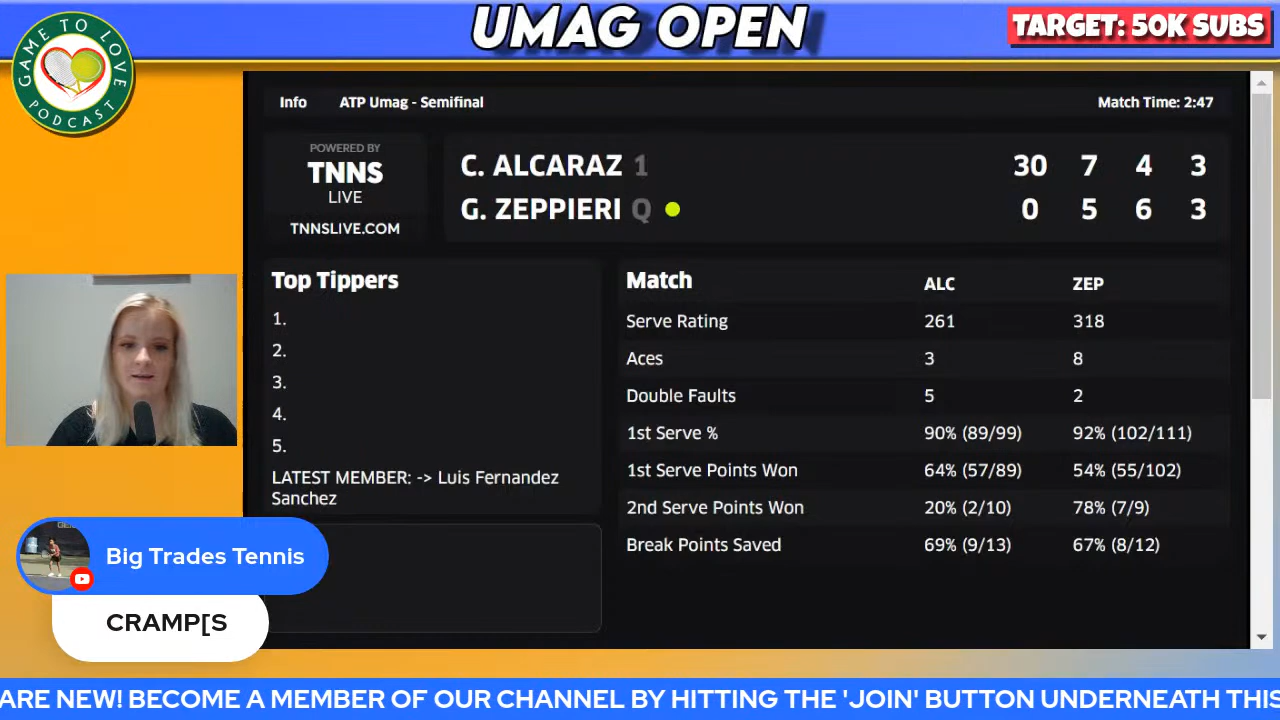 GAME TO LOVE
PODCAST
UMAG OPEN
TARGET: 50K SUBS
Info ATP Umag - Semifinal Match Time: 2:47
POWERED BY
TNNS
LIVE
TNNSLIVE.COM
C. ALCARAZ 1 30 7 4 3
G. ZEPPIERI Q 0 5 6 3
Top Tippers
1.
2.
3.
4.
5.
LATEST MEMBER: -> Luis Fernandez
Sanchez
Match ALC ZEP
Serve Rating 261 318
Aces 3 8
Double Faults 5 2
1st Serve % 90% (89/99) 92% (102/111)
1st Serve Points Won 64% (57/89) 54% (55/102)
2nd Serve Points Won 20% (2/10) 78% (7/9)
Break Points Saved 69% (9/13) 67% (8/12)
Big Trades Tennis
CRAMP[S
ARE NEW! BECOME A MEMBER OF OUR CHANNEL BY HITTING THE 'JOIN' BUTTON UNDERNEATH THIS